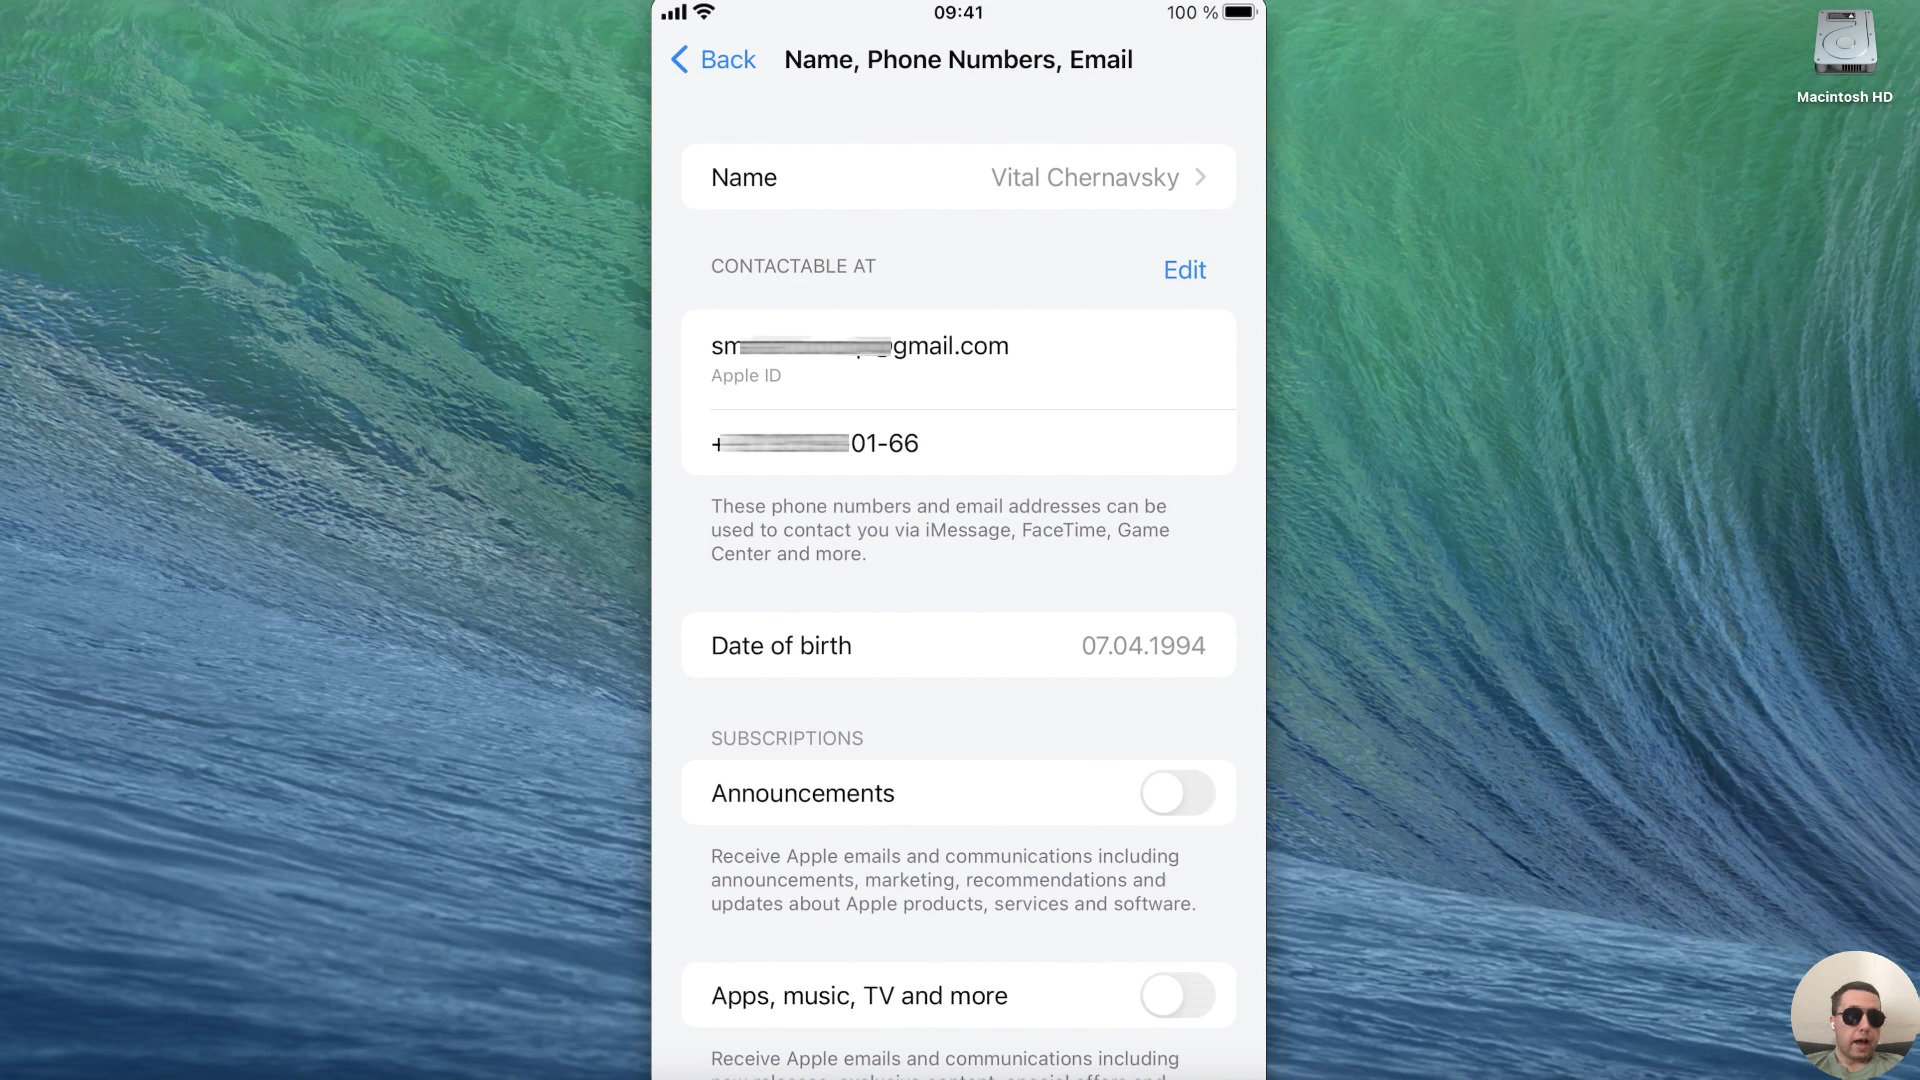 09:41
100 %
Back
Name, Phone Numbers, Email
Macintosh HD
Name
Vital Chernavsky
CONTACTABLE AT
Edit
sm
gmail.com
Apple ID
+
01-66
These phone numbers and email addresses can be
used to contact you via iMessage, FaceTime, Game
Center and more.
Date of birth
07.04.1994
SUBSCRIPTIONS
Announcements
Receive Apple emails and communications including
announcements, marketing, recommendations and
updates about Apple products, services and software.
Apps, music, TV and more
Receive Apple emails and communications including